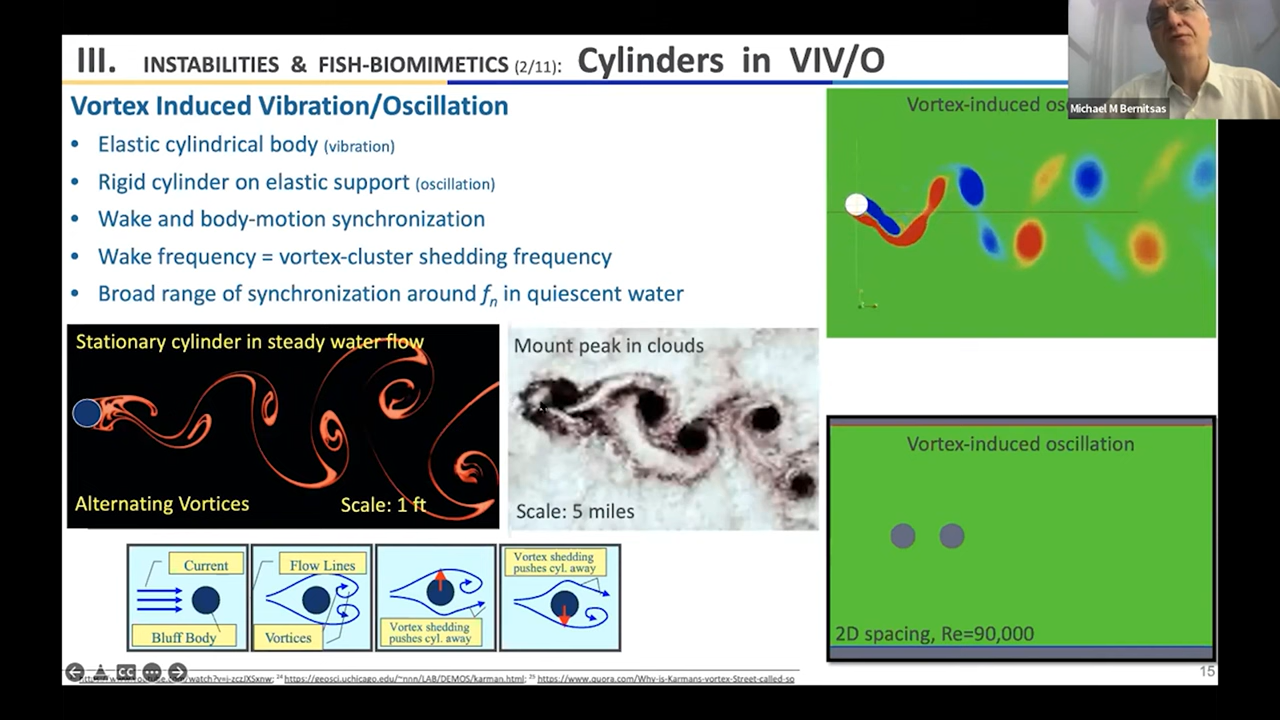 III. INSTABILITIES & FISH-BIOMIMETICS (2/11): Cylinders in VIV/O
Michael M Bernitsas
Vortex Induced Vibration/Oscillation
• Elastic cylindrical body (vibration)
• Rigid cylinder on elastic support (oscillation)
• Wake and body-motion synchronization
• Wake frequency = vortex-cluster shedding frequency
• Broad range of synchronization around fn in quiescent water
Vortex-induced
Stationary cylinder in steady water flow
Alternating Vortices
Scale: 1 ft
Mount peak in clouds
Scale: 5 miles
Vortex-induced oscillation
2D spacing, Re=90,000
Current
Bluff Body
Flow Lines
Vortices
Vortex shedding
pushes cyl. away
Vortex shedding
pushes cyl. away
CC
24 https://geosci.uchicago.edu/~nnn/LAB/DEMOS/karman.html; 25 https://www.quora.com/Why-is-Karmans-vortex-Street-called-so
15